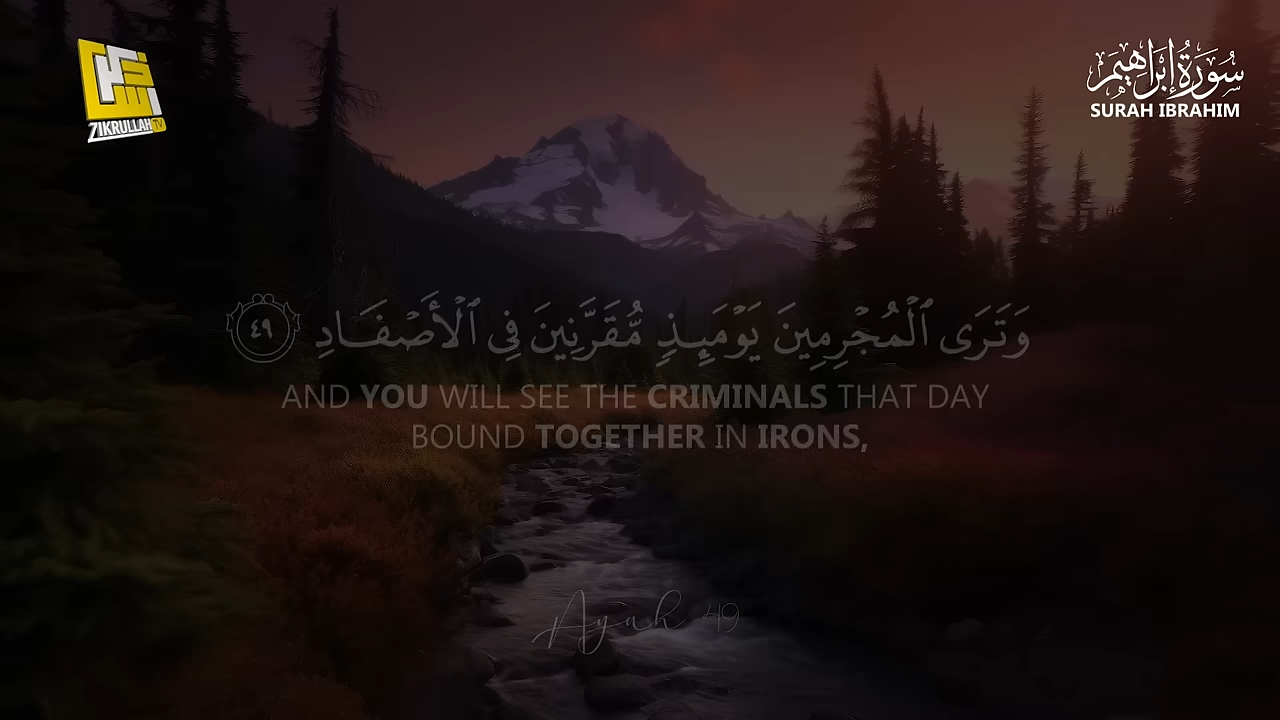 ZIKRULLAH TV
سُورَةُ إِبْرَاهِيم
SURAH IBRAHIM
وَتَرَى ٱلْمُجْرِمِينَ يَوْمَئِذٍ مُّقَرَّنِينَ فِى ٱلْأَصْفَادِ ٤٩
AND YOU WILL SEE THE CRIMINALS THAT DAY
BOUND TOGETHER IN IRONS,
Ayah 49